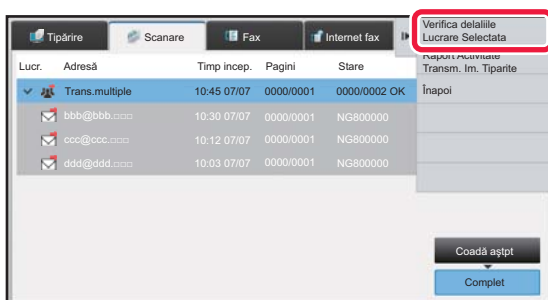 Tipărire Scanare Fax Internet fax
Verifica delaliile
Lucrare Selectata
Raport Activitate
Transm. Im. Tiparite
Înapoi
Lucr. Adresă Timp incep. Pagini Stare
Trans.multiple 10:45 07/07 0000/0001 0000/0002 OK
bbb@bbb.□□□ 10:30 07/07 0000/0001 NG800000
ccc@ccc.□□□ 10:12 07/07 0000/0001 NG800000
ddd@ddd.□□□ 10:03 07/07 0000/0001 NG800000
Coadă aştpt
Complet